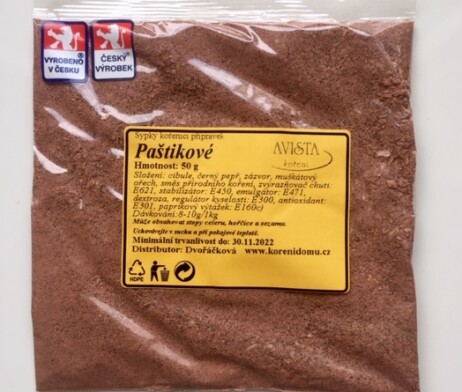 VYROBENO
V ČESKU
ČESKÝ
VÝROBEK
Sypký kořenící přípravek
Paštikové
AVISTA
koření
Hmotnost: 50 g
Složení: cibule, černý pepř, zázvor, muškátový
ořech, směs přírodního koření, zvýrazňovač chuti:
E621, stabilizátor: E450, emulgátor: E471,
dextroza, regulátor kyselosti: E300, antioxidant:
E301, paprikový výtažek: E160c)
Dávkování:8-10g/1kg
Může obsahovat stopy celeru, hořčice a sezamu.
Uchovávejte v suchu a při pokojové teplotě.
Minimální trvanlivost do: 30.11.2022
Distributor: Dvořáčková www.korenidomu.cz
HDPE